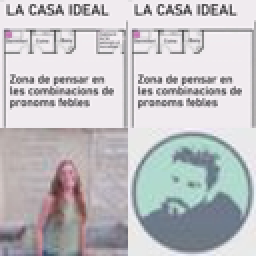 LA CASA IDEAL
Zona de pensar en
les combinacions de
pronoms febles
LA CASA IDEAL
Zona de pensar en
les combinacions de
pronoms febles